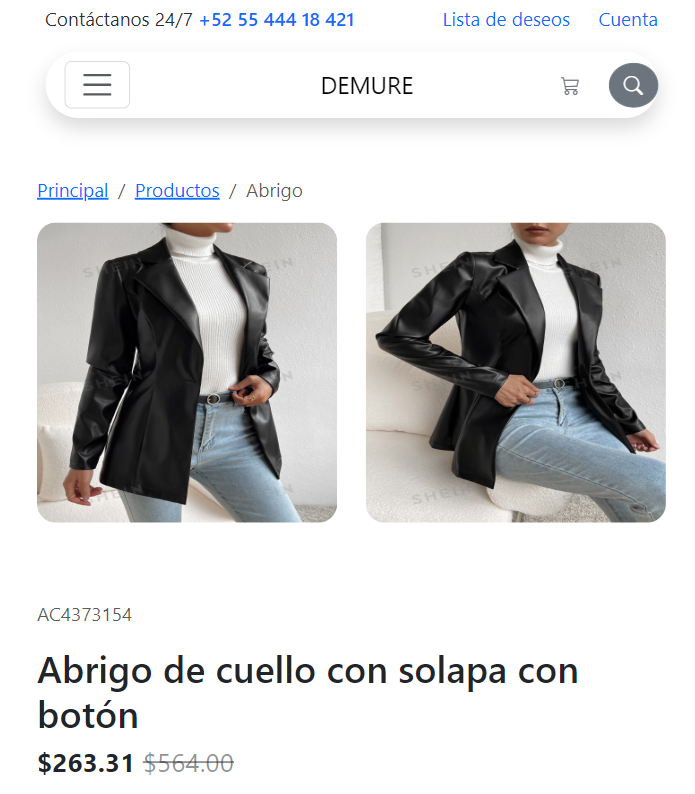 Contáctanos 24/7 +52 55 444 18 421
Lista de deseos
Cuenta
DEMURE
Principal / Productos / Abrigo
SHEIN
SHEIN
SHEIN
AC4373154
Abrigo de cuello con solapa con
botón
$263.31 $564.00